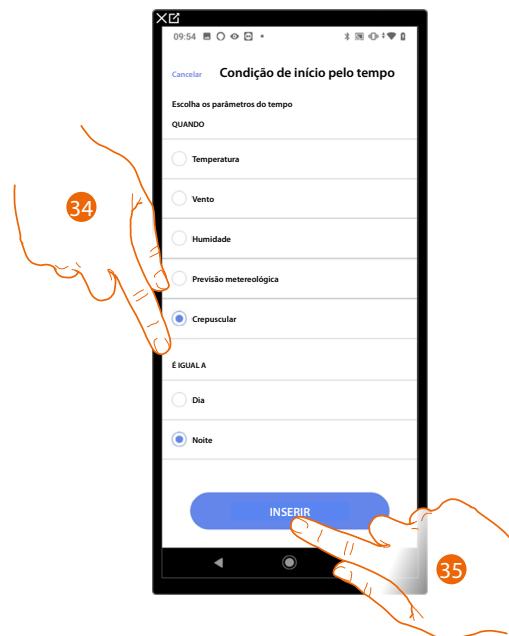 09:54
Cancelar Condição de início pelo tempo
Escolha os parâmetros do tempo
QUANDO
Temperatura
Vento
34
Humidade
Previsão metereológica
Crepuscular
É IGUAL A
Dia
Noite
INSERIR
35